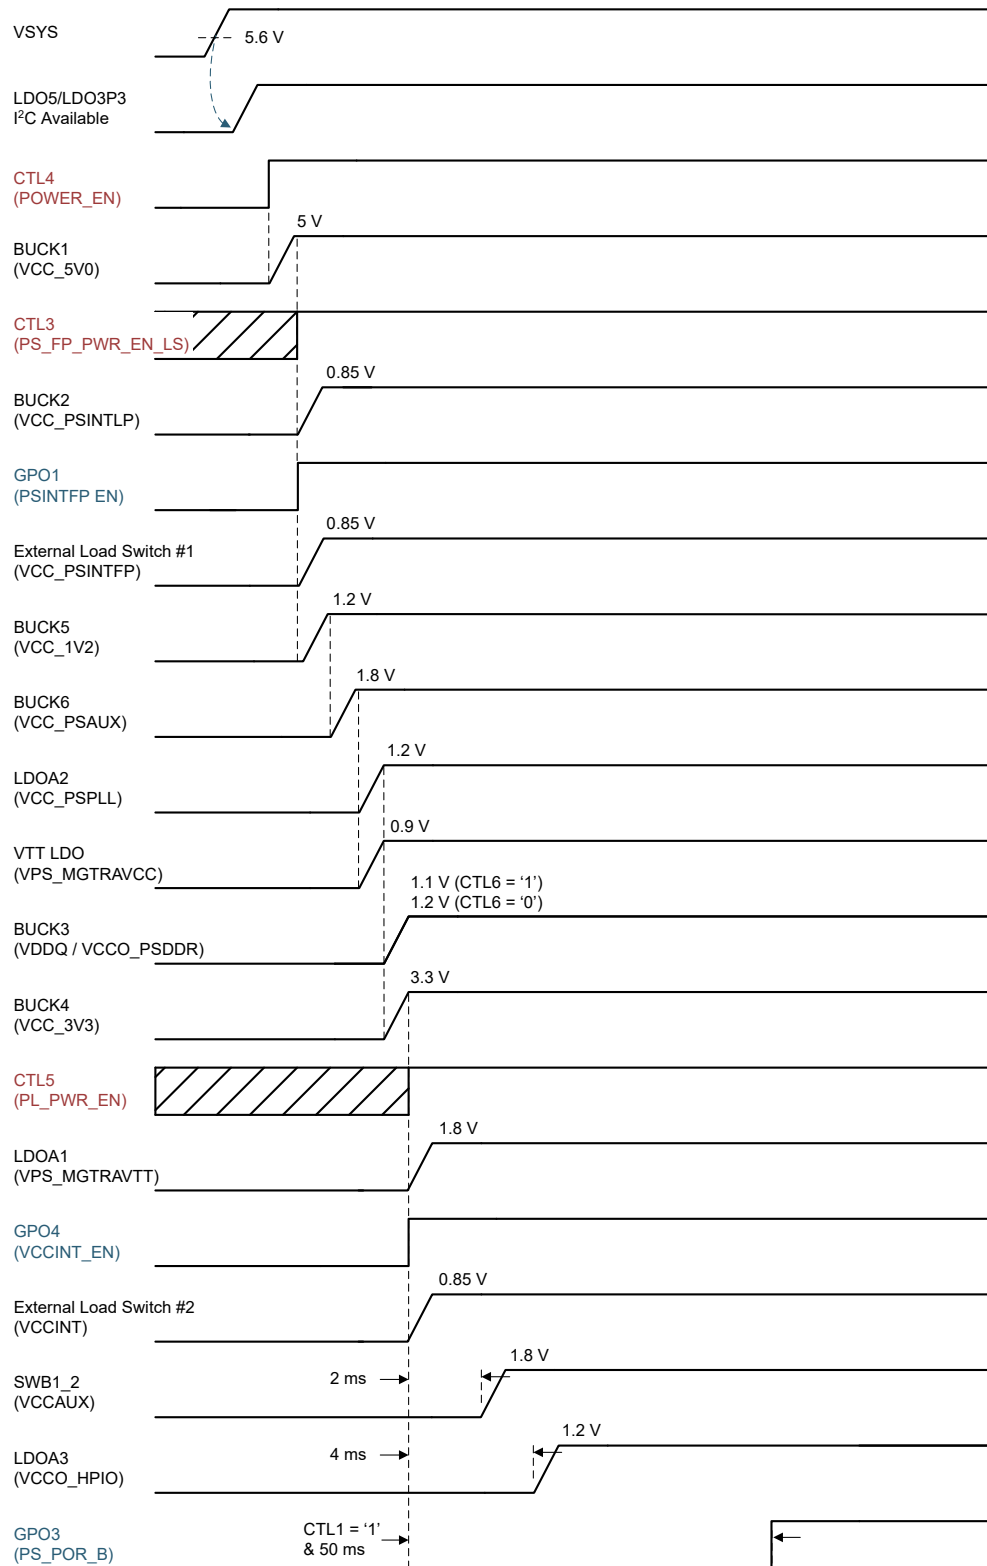 VSYS
5.6 V
LDO5/LDO3P3
I²C Available
CTL4
(POWER_EN)
5 V
BUCK1
(VCC_5V0)
CTL3
(PS_FP_PWR_EN_LS)
0.85 V
BUCK2
(VCC_PSINTLP)
GPO1
(PSINTFP EN)
0.85 V
External Load Switch #1
(VCC_PSINTFP)
1.2 V
BUCK5
(VCC_1V2)
1.8 V
BUCK6
(VCC_PSAUX)
1.2 V
LDOA2
(VCC_PSPLL)
0.9 V
VTT LDO
(VPS_MGTRAVCC)
1.1 V (CTL6 = ‘1’)
1.2 V (CTL6 = ‘0’)
BUCK3
(VDDQ / VCCO_PSDDR)
3.3 V
BUCK4
(VCC_3V3)
CTL5
(PL_PWR_EN)
1.8 V
LDOA1
(VPS_MGTRAVTT)
GPO4
(VCCINT_EN)
0.85 V
External Load Switch #2
(VCCINT)
1.8 V
2 ms
SWB1_2
(VCCAUX)
1.2 V
4 ms
LDOA3
(VCCO_HPIO)
CTL1 = ‘1’
& 50 ms
GPO3
(PS_POR_B)